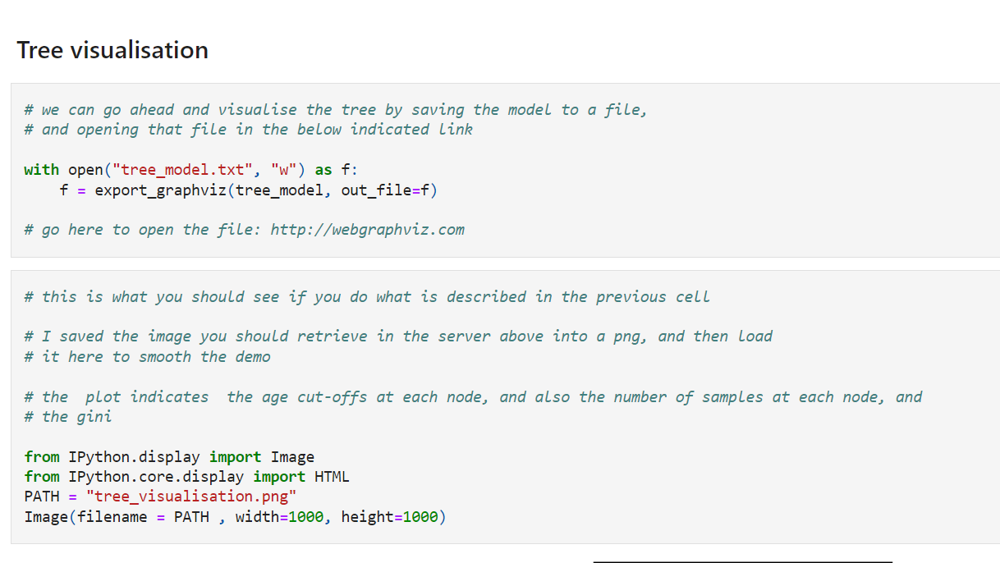 Tree visualisation
# we can go ahead and visualise the tree by saving the model to a file,
# and opening that file in the below indicated link
with open("tree_model.txt", "w") as f:
    f = export_graphviz(tree_model, out_file=f)
# go here to open the file: http://webgraphviz.com
# this is what you should see if you do what is described in the previous cell
# I saved the image you should retrieve in the server above into a png, and then load
# it here to smooth the demo
# the  plot indicates  the age cut-offs at each node, and also the number of samples at each node, and
# the gini
from IPython.display import Image
from IPython.core.display import HTML
PATH = "tree_visualisation.png"
Image(filename = PATH , width=1000, height=1000)